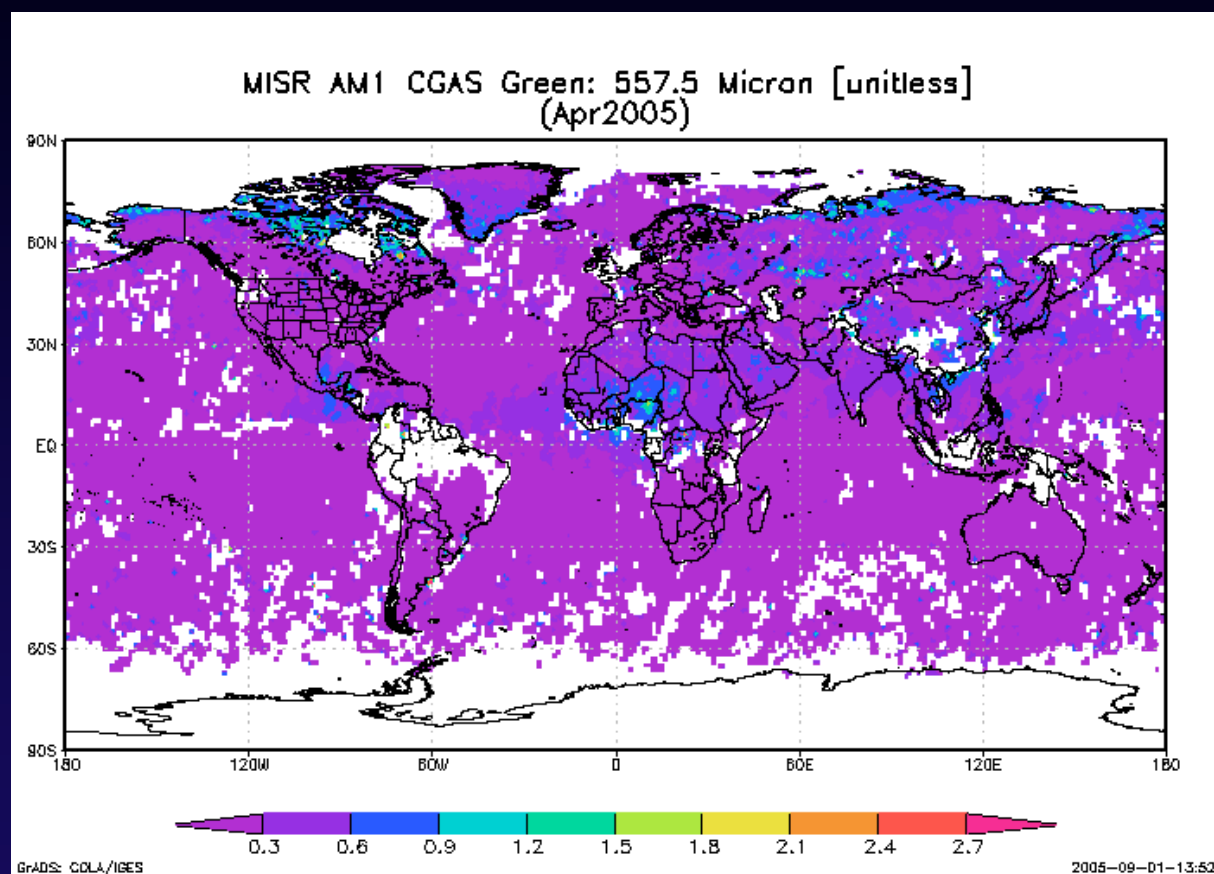 MISR AM1 CGAS Green: 557.5 Micron [unitless]
(Apr2005)
90N
60N
30N
EQ
30S
60S
90S
180 120W 60W 0 60E 120E 180
0.3 0.6 0.9 1.2 1.5 1.8 2.1 2.4 2.7
GrADS: COLA/IGES 2005-09-01-13:52